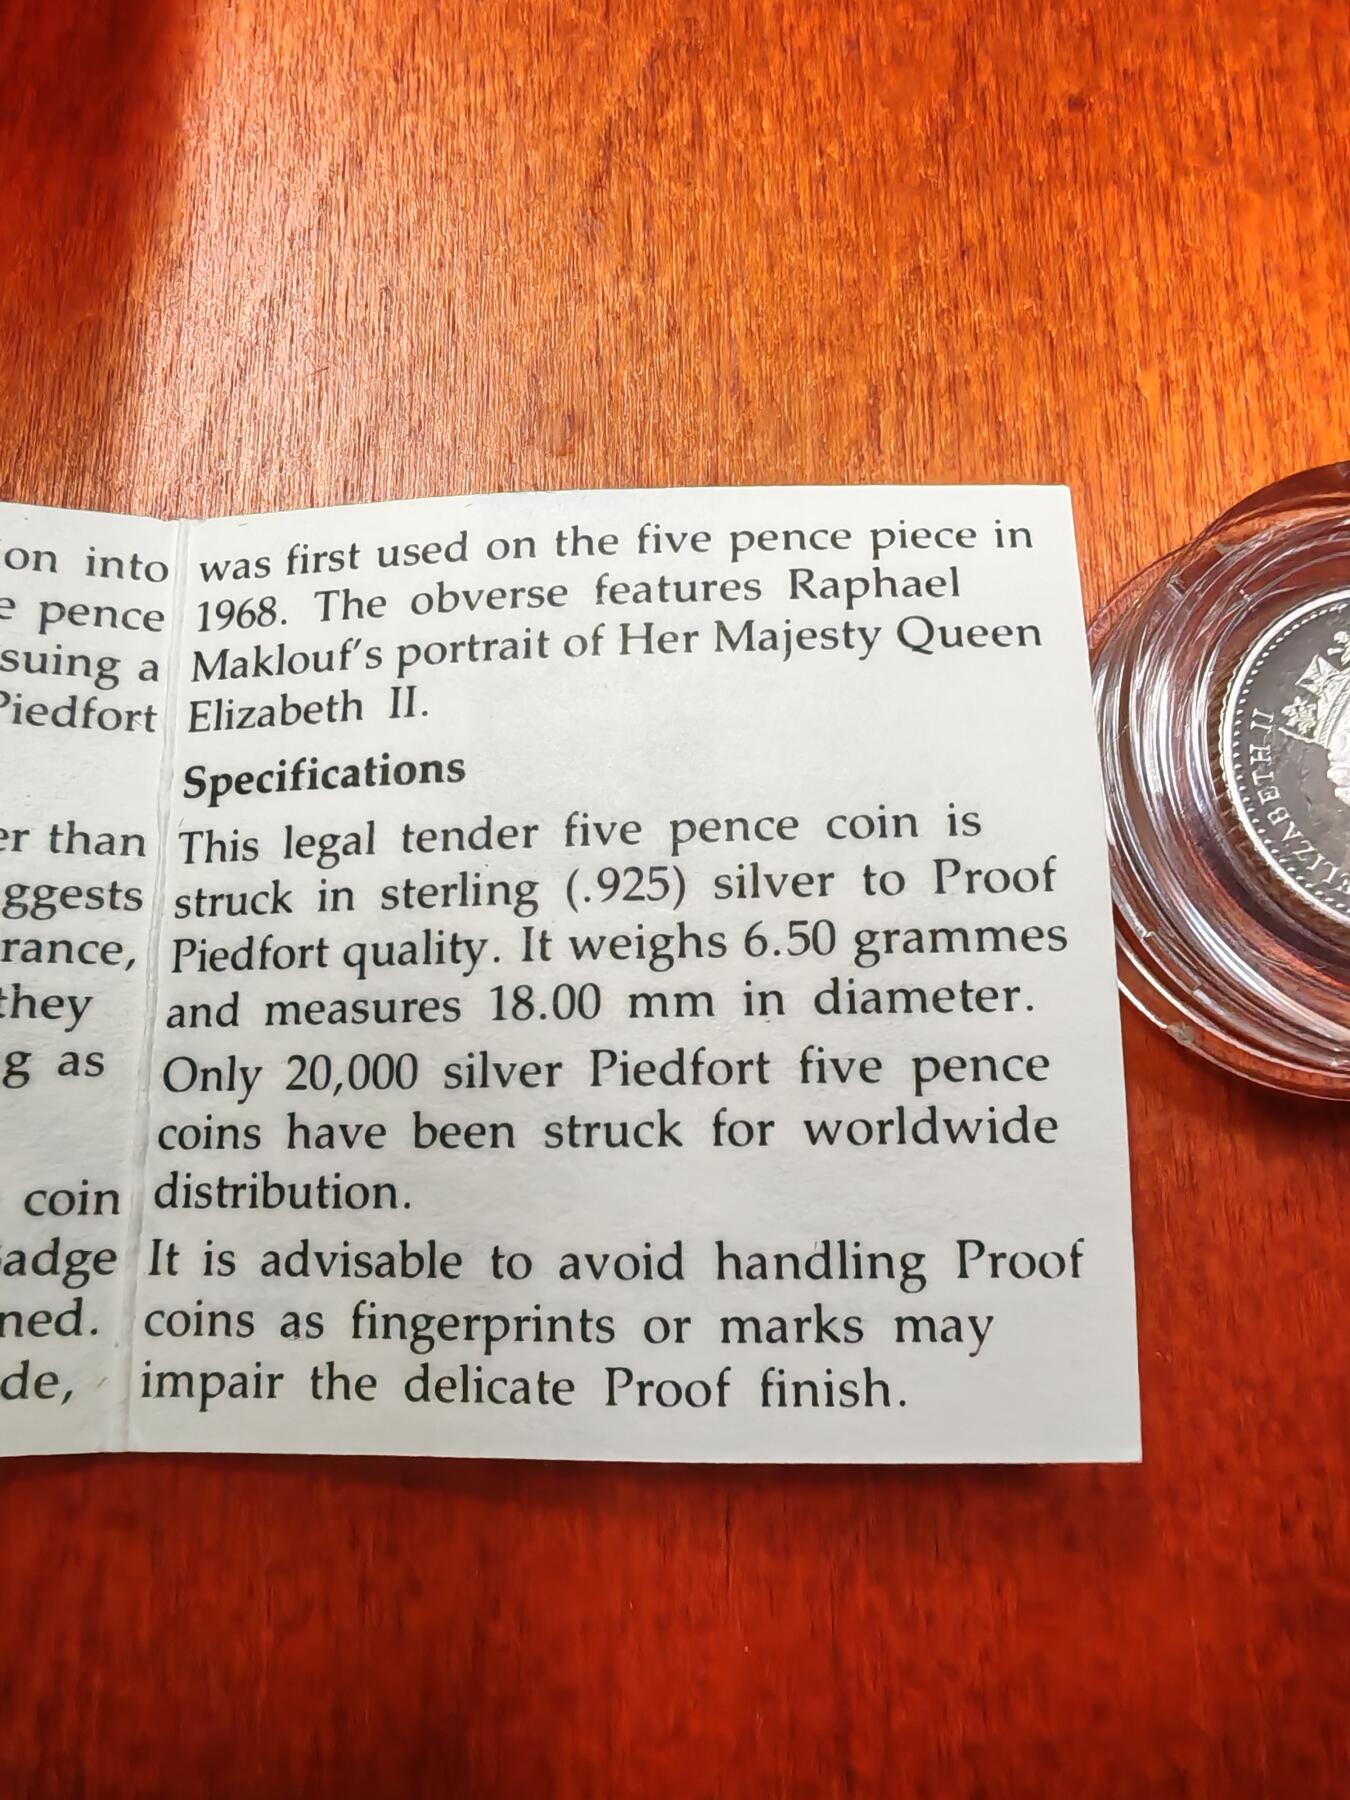 on into
pence
suing a
Piedfort
than
ggests
rance,
they
g as
coin
adge
ned.
de,
was first used on the five pence piece in
1968. The obverse features Raphael
Maklouf's portrait of Her Majesty Queen
Elizabeth II.
Specifications
This legal tender five pence coin is
struck in sterling (.925) silver to Proof
Piedfort quality. It weighs 6.50 grammes
and measures 18.00 mm in diameter.
Only 20,000 silver Piedfort five pence
coins have been struck for worldwide
distribution.
It is advisable to avoid handling Proof
coins as fingerprints or marks may
impair the delicate Proof finish.
ELIZABETH II